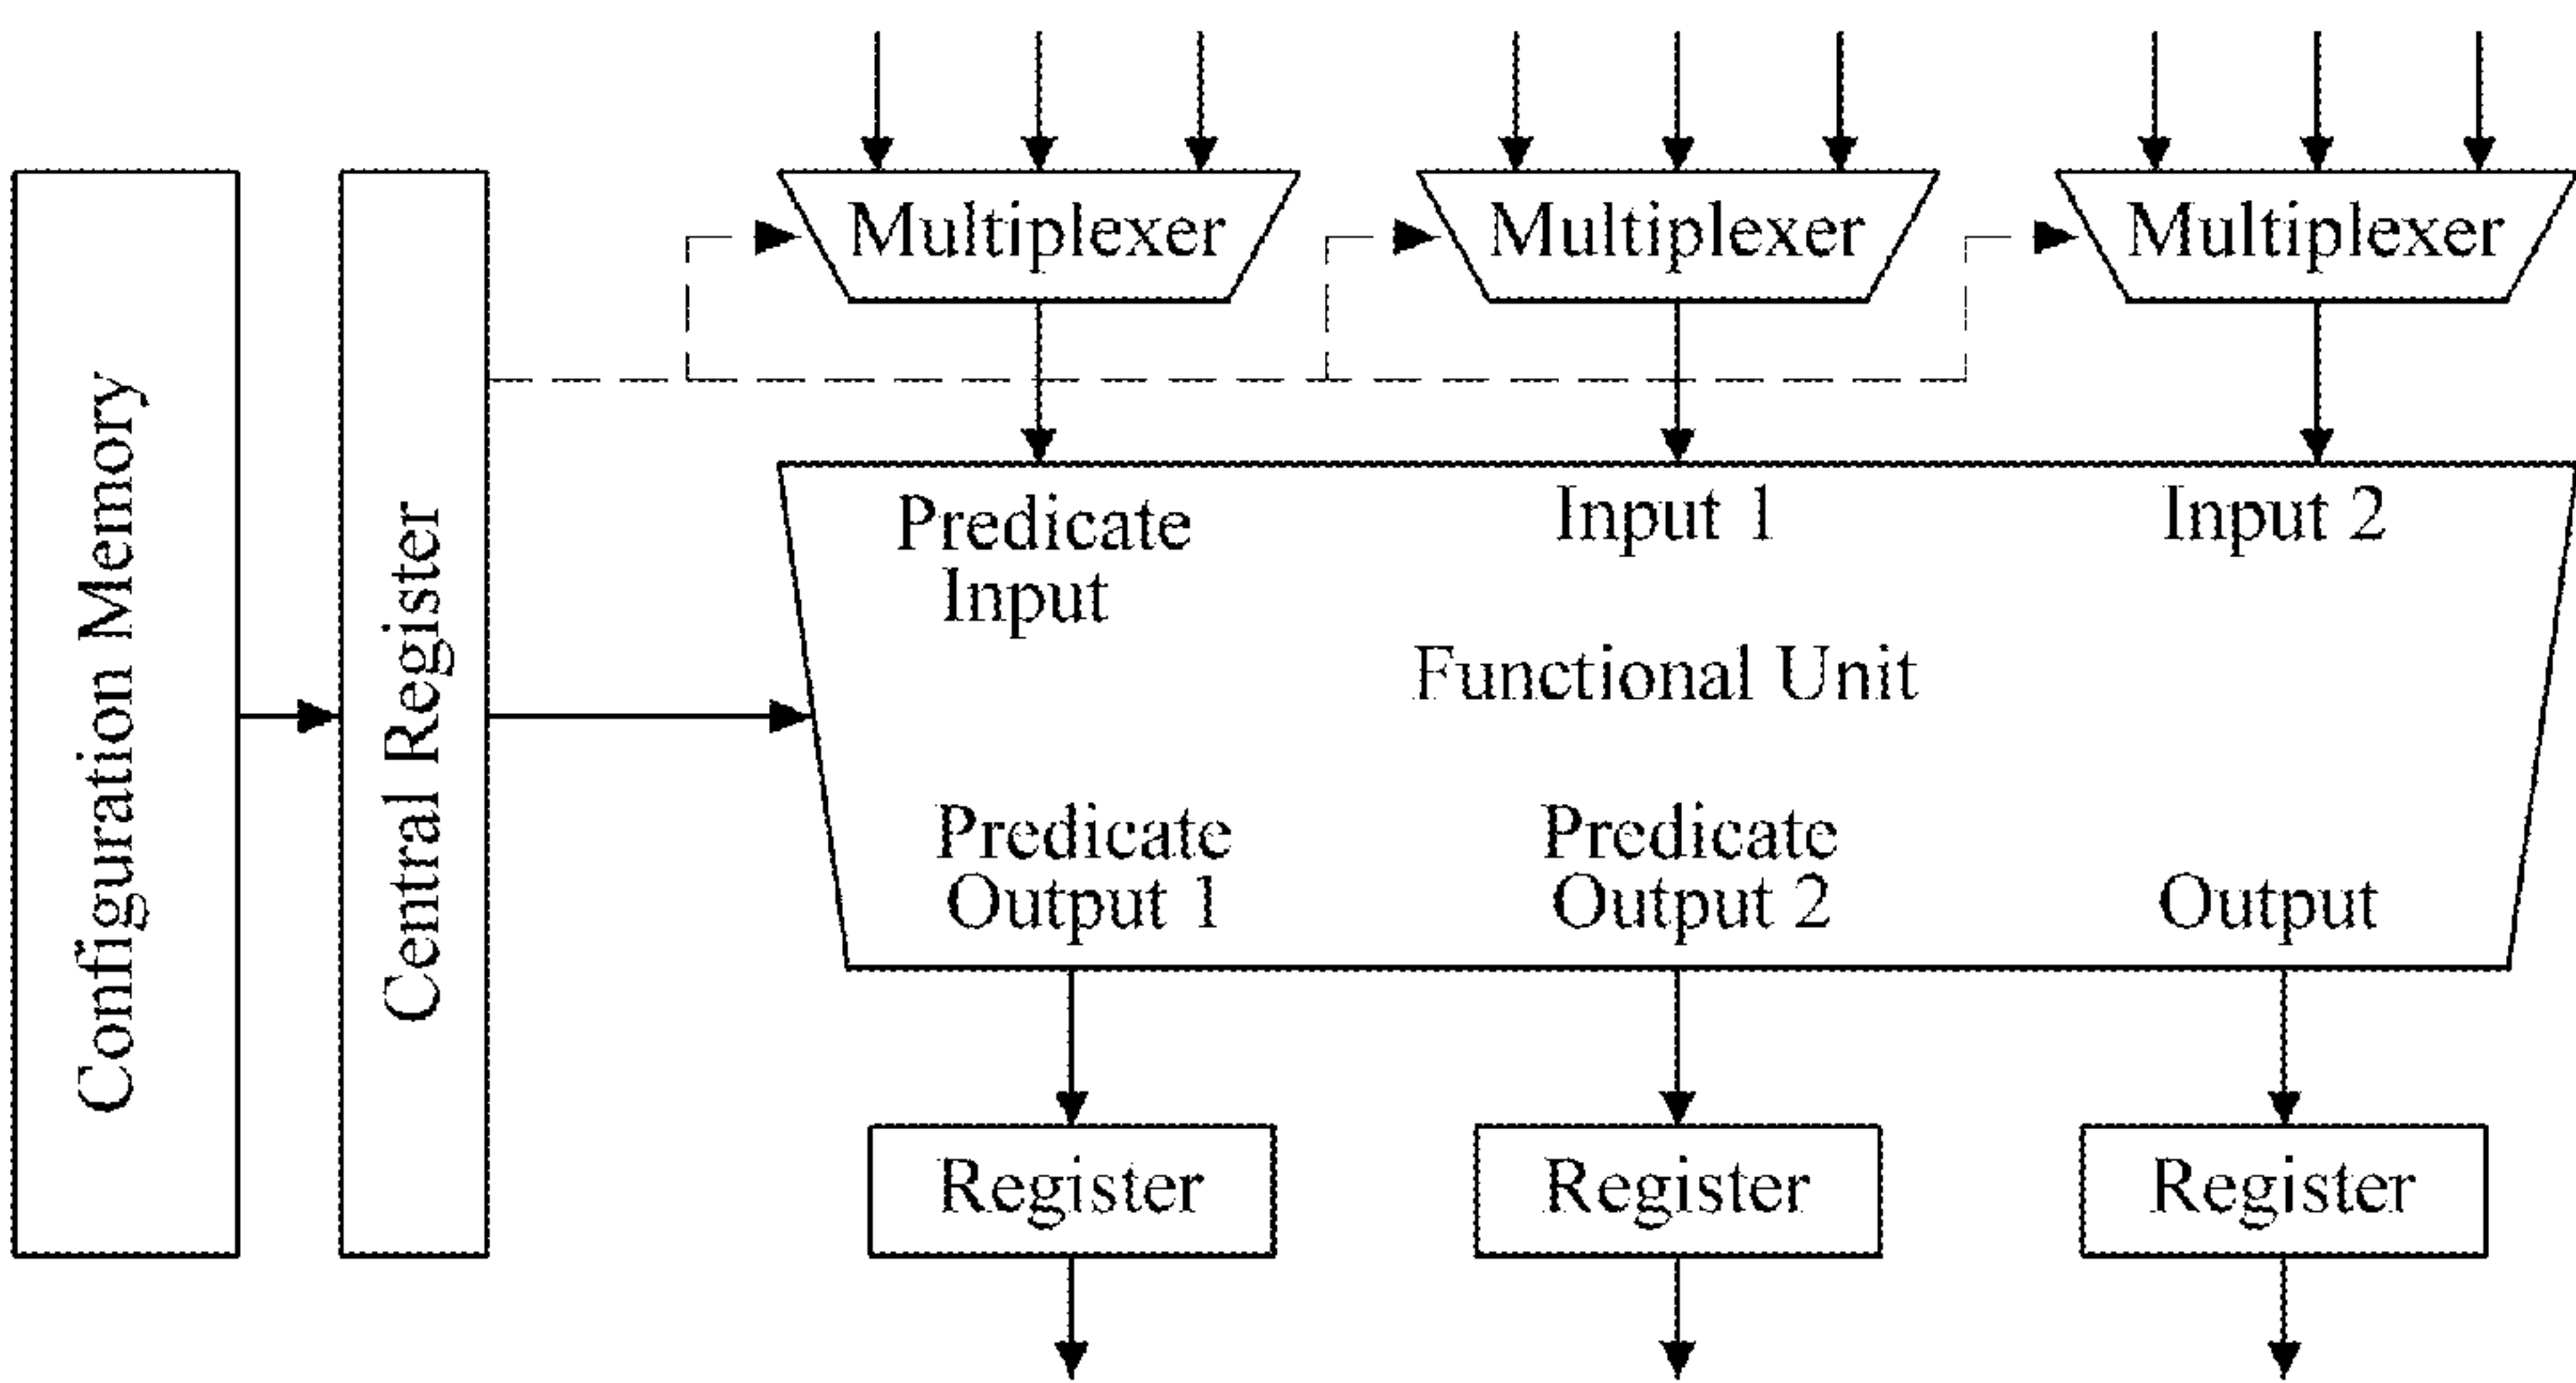 Multiplexer
Multiplexer
Multiplexer
Configuration Memory
Central Register
Predicate
Input
Input 1
Input 2
Functional Unit
Predicate
Output 1
Predicate
Output 2
Output
Register
Register
Register